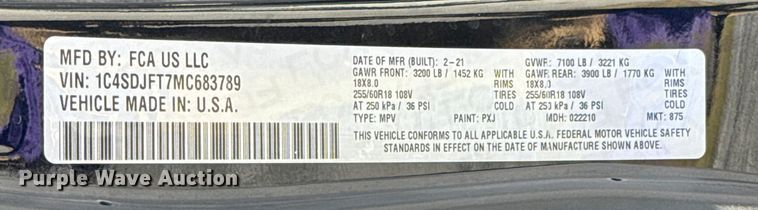 MFD BY: FCA US LLC
VIN: 1C4SDJFT7MC683789
VEHICLE MADE IN: U.S.A.
DATE OF MFR (BUILT): 2-21 GVWF: 7100 LB / 3221 KG
GAWR FRONT: 3200 LB / 1452 KG WITH GAWR REAR: 3900 LB / 1770 KG WITH
18X8.0 RIMS 18X8.0 RIMS
255/60R18 108V TIRES 255/60R18 108V TIRES
AT 250 kPa / 36 PSI COLD AT 250 kPa / 36 PSI COLD
TYPE: MPV PAINT: PXJ MDH: 022210 MKT: 875
THIS VEHICLE CONFORMS TO ALL APPLICABLE U.S.A. FEDERAL MOTOR VEHICLE SAFETY
STANDARDS IN EFFECT ON THE DATE OF MANUFACTURE SHOWN ABOVE.
Purple Wave Auction